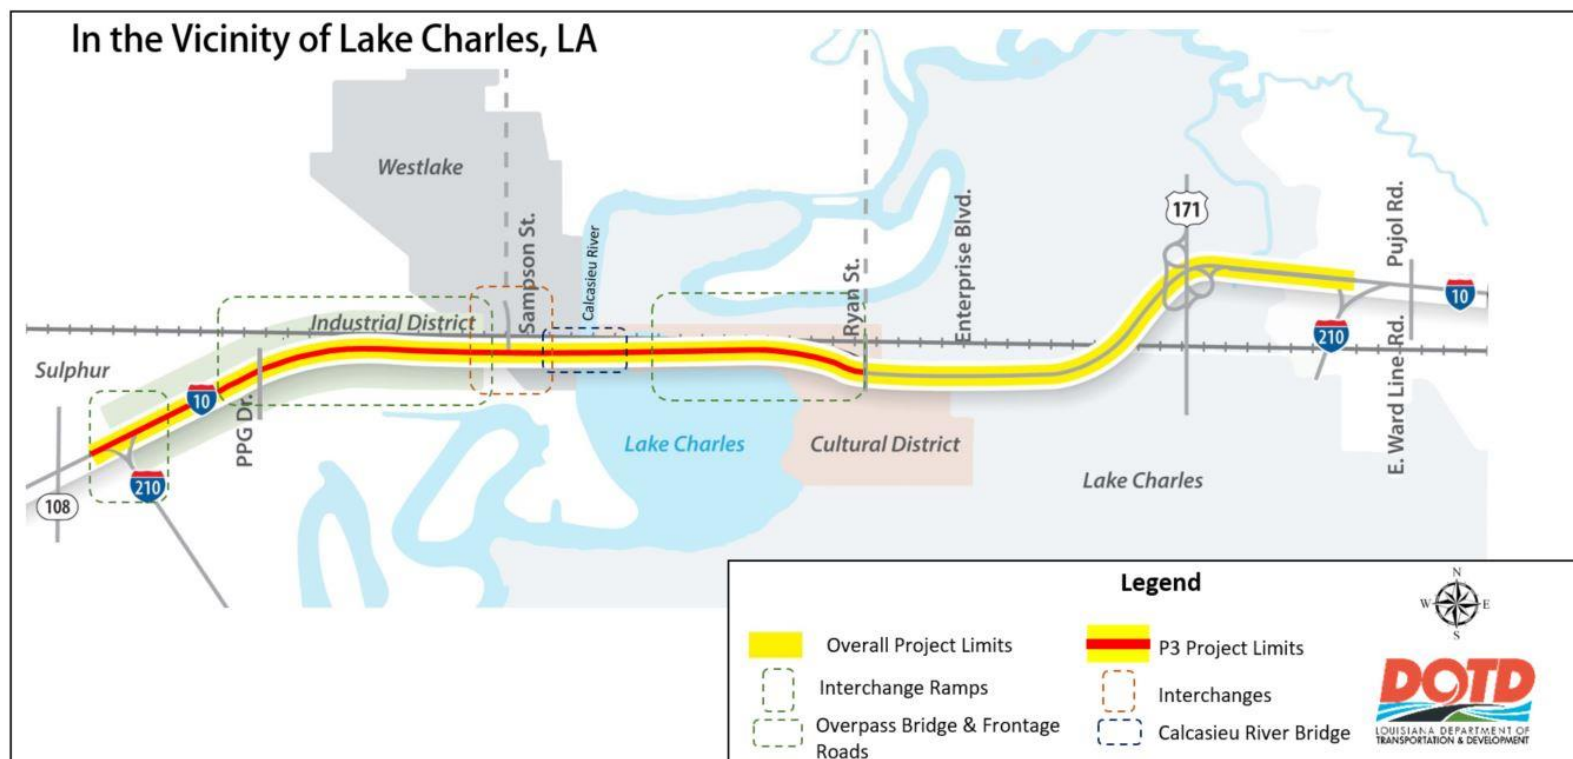 In the Vicinity of Lake Charles, LA
Westlake
Sampson St.
Calcasieu River
Ryan St.
Enterprise Blvd.
171
Pujol Rd.
10
Industrial District
Sulphur
10
PPG Dr.
210
E. Ward Line Rd.
Lake Charles
Cultural District
Lake Charles
210
108
Legend
Overall Project Limits
P3 Project Limits
Interchange Ramps
Interchanges
Overpass Bridge & Frontage
Roads
Calcasieu River Bridge
N
W
E
S
DOTD
LOUISIANA DEPARTMENT OF
TRANSPORTATION & DEVELOPMENT